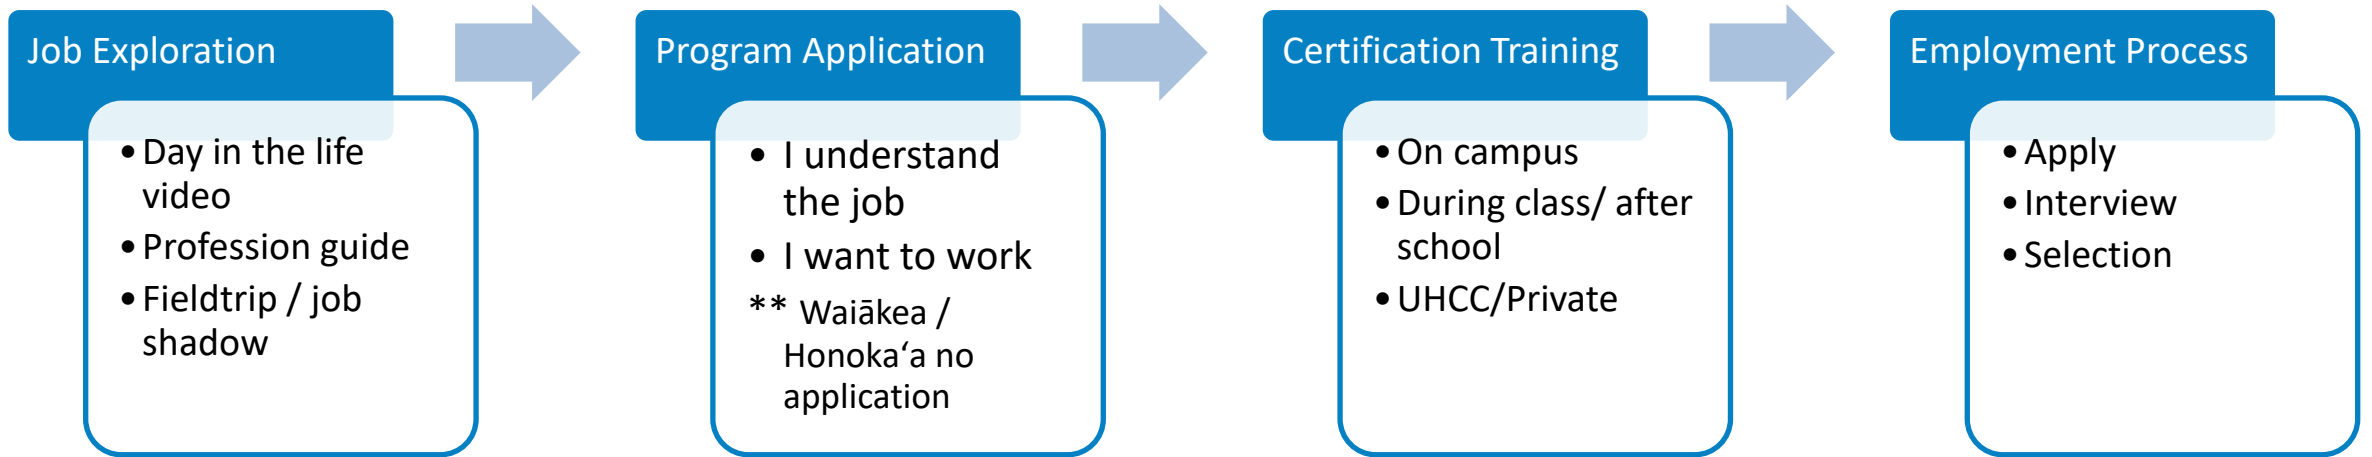 Job Exploration
• Day in the life
video
• Profession guide
• Fieldtrip / job
shadow
Program Application
• I understand
the job
• I want to work
** Waiākea /
Honokaʻa no
application
Certification Training
• On campus
• During class/ after
school
• UHCC/Private
Employment Process
• Apply
• Interview
• Selection